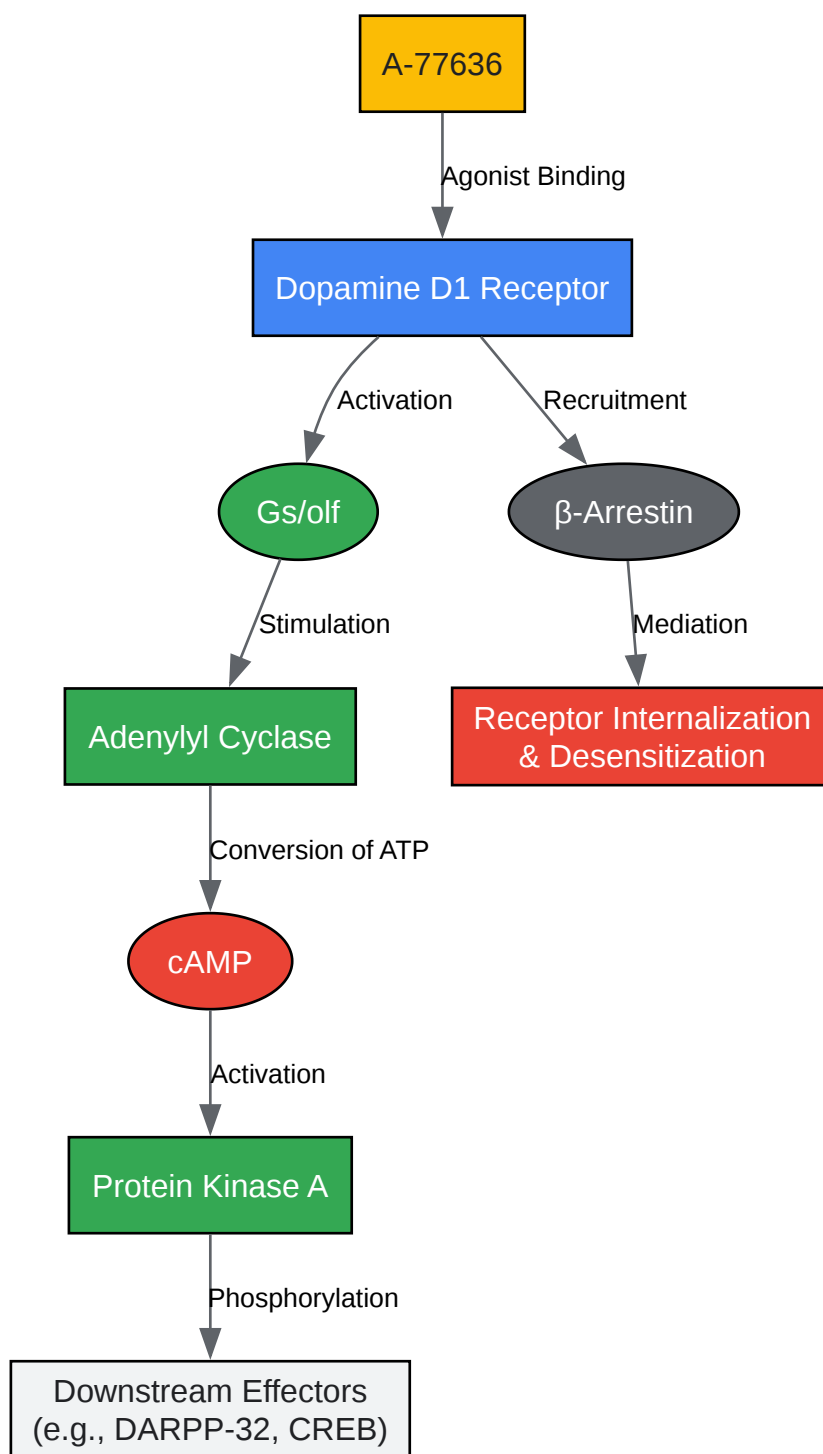 A-77636
Agonist Binding
Dopamine D1 Receptor
Activation
Recruitment
Gs/olf
β-Arrestin
Stimulation
Mediation
Adenylyl Cyclase
Receptor Internalization
& Desensitization
Conversion of ATP
cAMP
Activation
Protein Kinase A
Phosphorylation
Downstream Effectors
(e.g., DARPP-32, CREB)